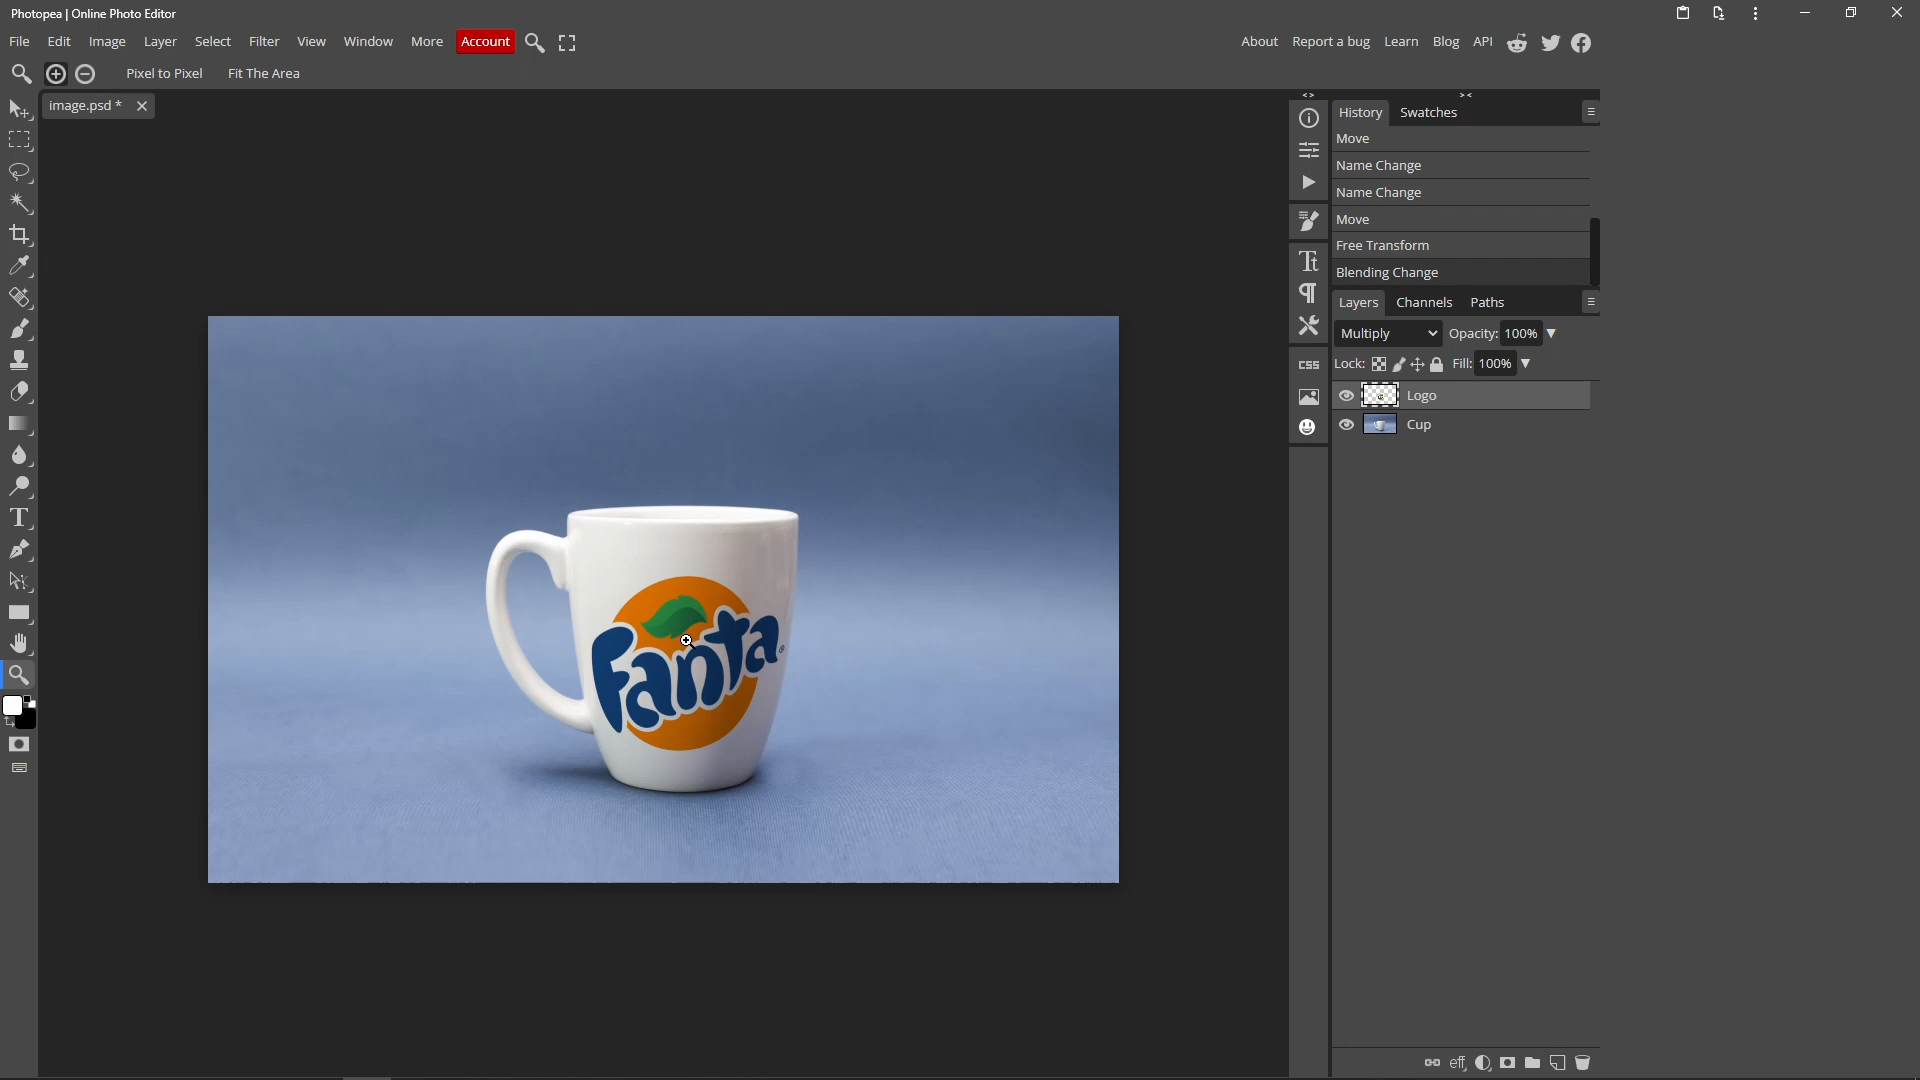 Photopea | Online Photo Editor
File Edit Image Layer Select Filter View Window More Account
About Report a bug Learn Blog API
Pixel to Pixel Fit The Area
image.psd *
History Swatches
Move
Name Change
Name Change
Move
Free Transform
Blending Change
Layers Channels Paths
Multiply Opacity: 100%
Lock: Fill: 100%
Logo
Cup
CSS
eff
Fanta®